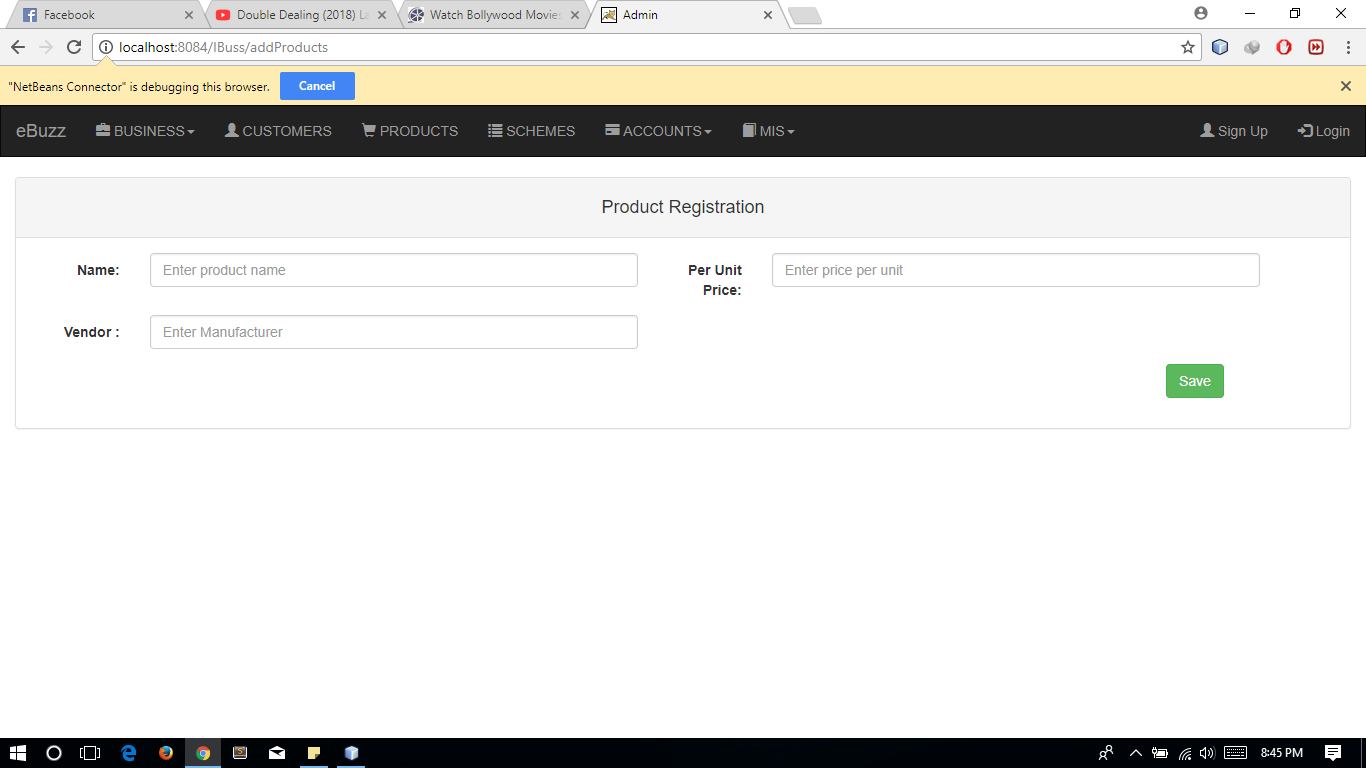 Facebook
Double Dealing (2018) La
Watch Bollywood Movies
Admin
localhost:8084/IBuss/addProducts
"NetBeans Connector" is debugging this browser.
Cancel
eBuzz
BUSINESS
CUSTOMERS
PRODUCTS
SCHEMES
ACCOUNTS
MIS
Sign Up
Login
Product Registration
Name:
Enter product name
Per Unit
Price:
Enter price per unit
Vendor :
Enter Manufacturer
Save
8:45 PM